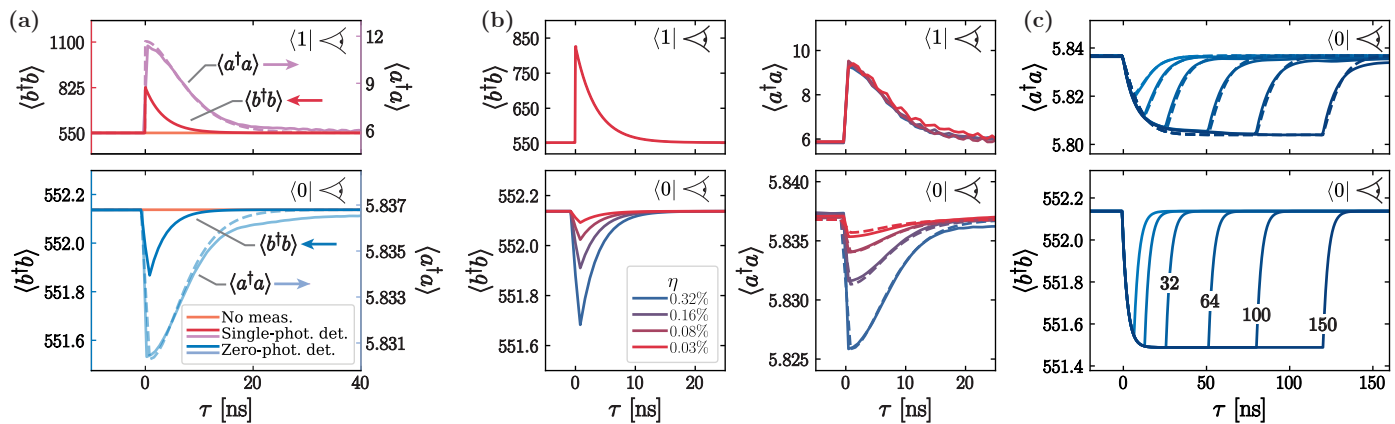 (a)
⟨b†b⟩
1100
825
550
⟨1|
⟨a†a⟩
⟨b†b⟩
12
9
6
⟨a†a⟩
⟨b†b⟩
552.2
552.0
551.8
551.6
⟨0|
⟨b†b⟩
⟨a†a⟩
No meas.
Single-phot. det.
Zero-phot. det.
5.837
5.835
5.833
5.831
⟨a†a⟩
0
20
40
τ [ns]
(b)
⟨b†b⟩
850
750
650
550
⟨1|
⟨a†a⟩
10
8
6
⟨1|
⟨b†b⟩
552.2
552.0
551.8
551.6
⟨0|
η
0.32%
0.16%
0.08%
0.03%
0
10
20
τ [ns]
⟨a†a⟩
5.840
5.835
5.830
5.825
⟨0|
0
10
20
τ [ns]
(c)
⟨a†a⟩
5.84
5.82
5.80
⟨0|
⟨b†b⟩
552.2
552.0
551.8
551.6
551.4
⟨0|
32
64
100
150
0
50
100
150
τ [ns]